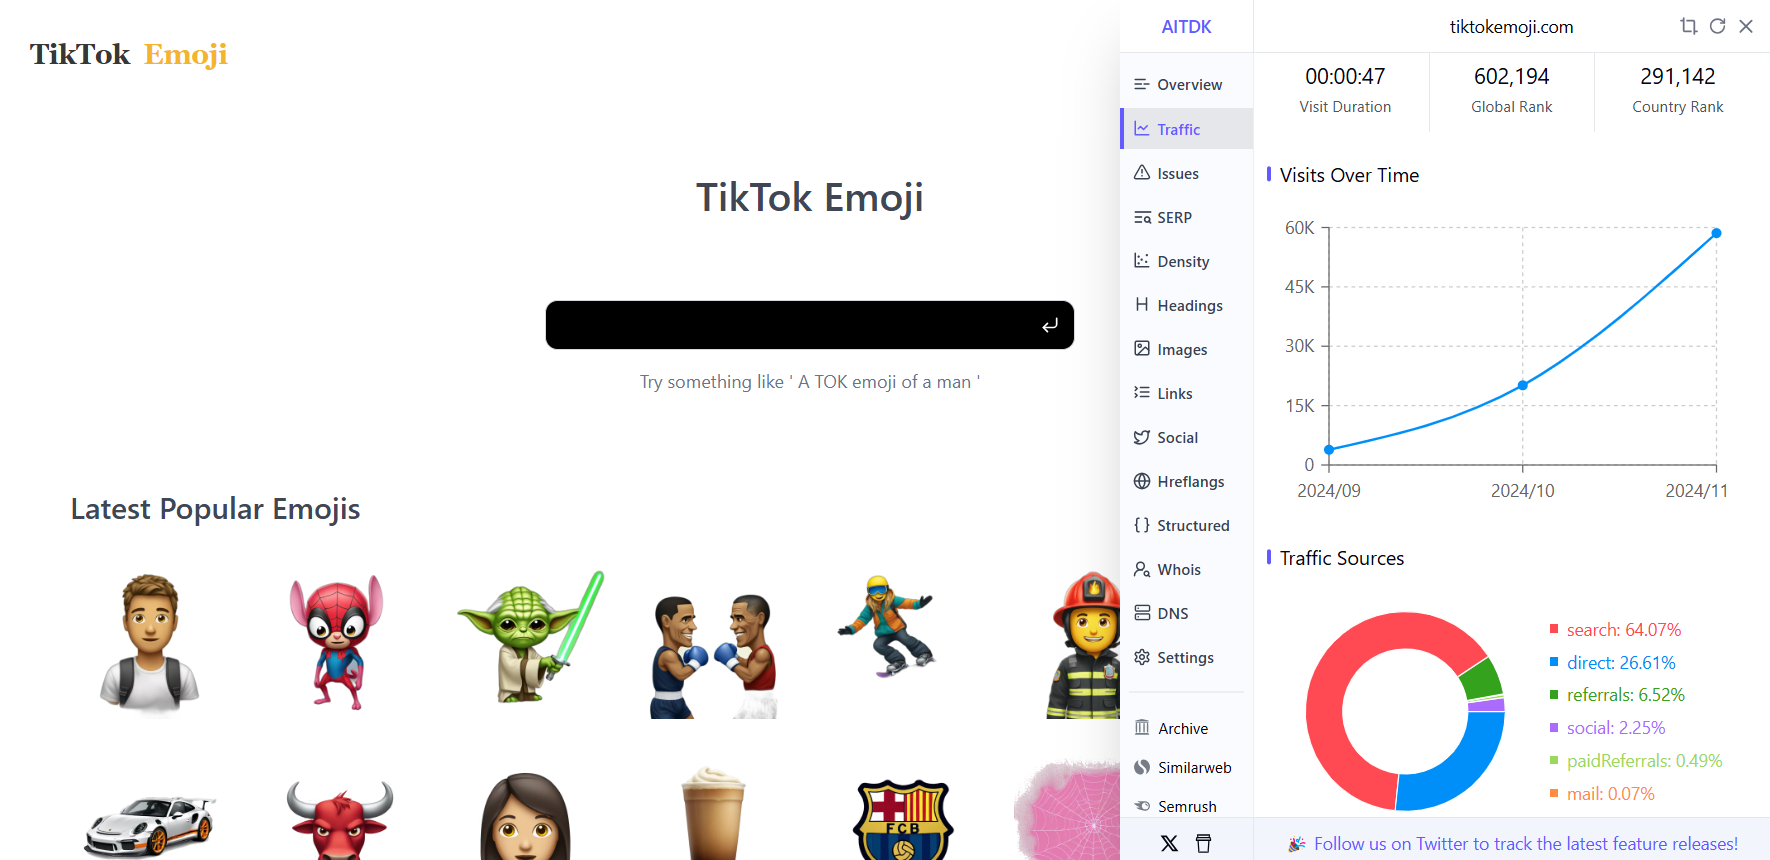 TikTok Emoji
TikTok Emoji
Try something like ' A TOK emoji of a man '
Latest Popular Emojis
FCB
AITDK
tiktokemoji.com
Overview
Traffic
Issues
SERP
Density
Headings
Images
Links
Social
Hreflangs
Structured
Whois
DNS
Settings
Archive
Similarweb
Semrush
00:00:47
Visit Duration
602,194
Global Rank
291,142
Country Rank
Visits Over Time
60K
45K
30K
15K
0
2024/09
2024/10
2024/11
Traffic Sources
search: 64.07%
direct: 26.61%
referrals: 6.52%
social: 2.25%
paidReferrals: 0.49%
mail: 0.07%
Follow us on Twitter to track the latest feature releases!